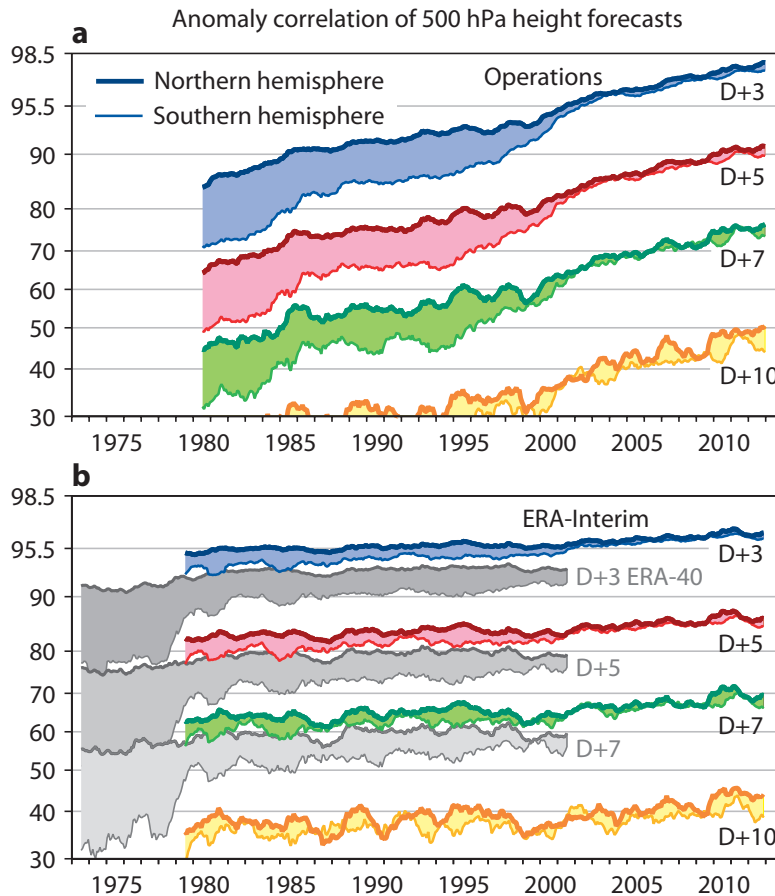 Anomaly correlation of 500 hPa height forecasts
a
98.5
Northern hemisphere
Operations
Southern hemisphere
D+3
95.5
90
D+5
80
D+7
70
60
50
D+10
40
30
1975 1980 1985 1990 1995 2000 2005 2010
b
98.5
ERA-Interim
95.5
D+3
D+3 ERA-40
90
80
D+5
D+5
70
D+7
60
D+7
50
40
D+10
30
1975 1980 1985 1990 1995 2000 2005 2010